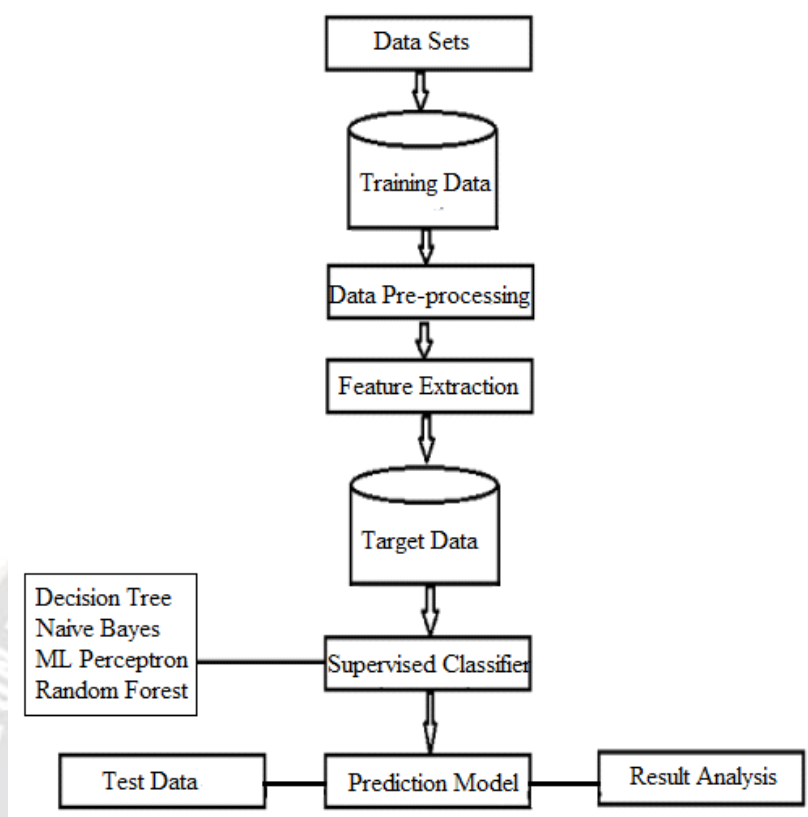 Data Sets
Training Data
Data Pre-processing
Feature Extraction
Target Data
Decision Tree
Naive Bayes
ML Perceptron
Random Forest
Supervised Classifier
Test Data
Prediction Model
Result Analysis